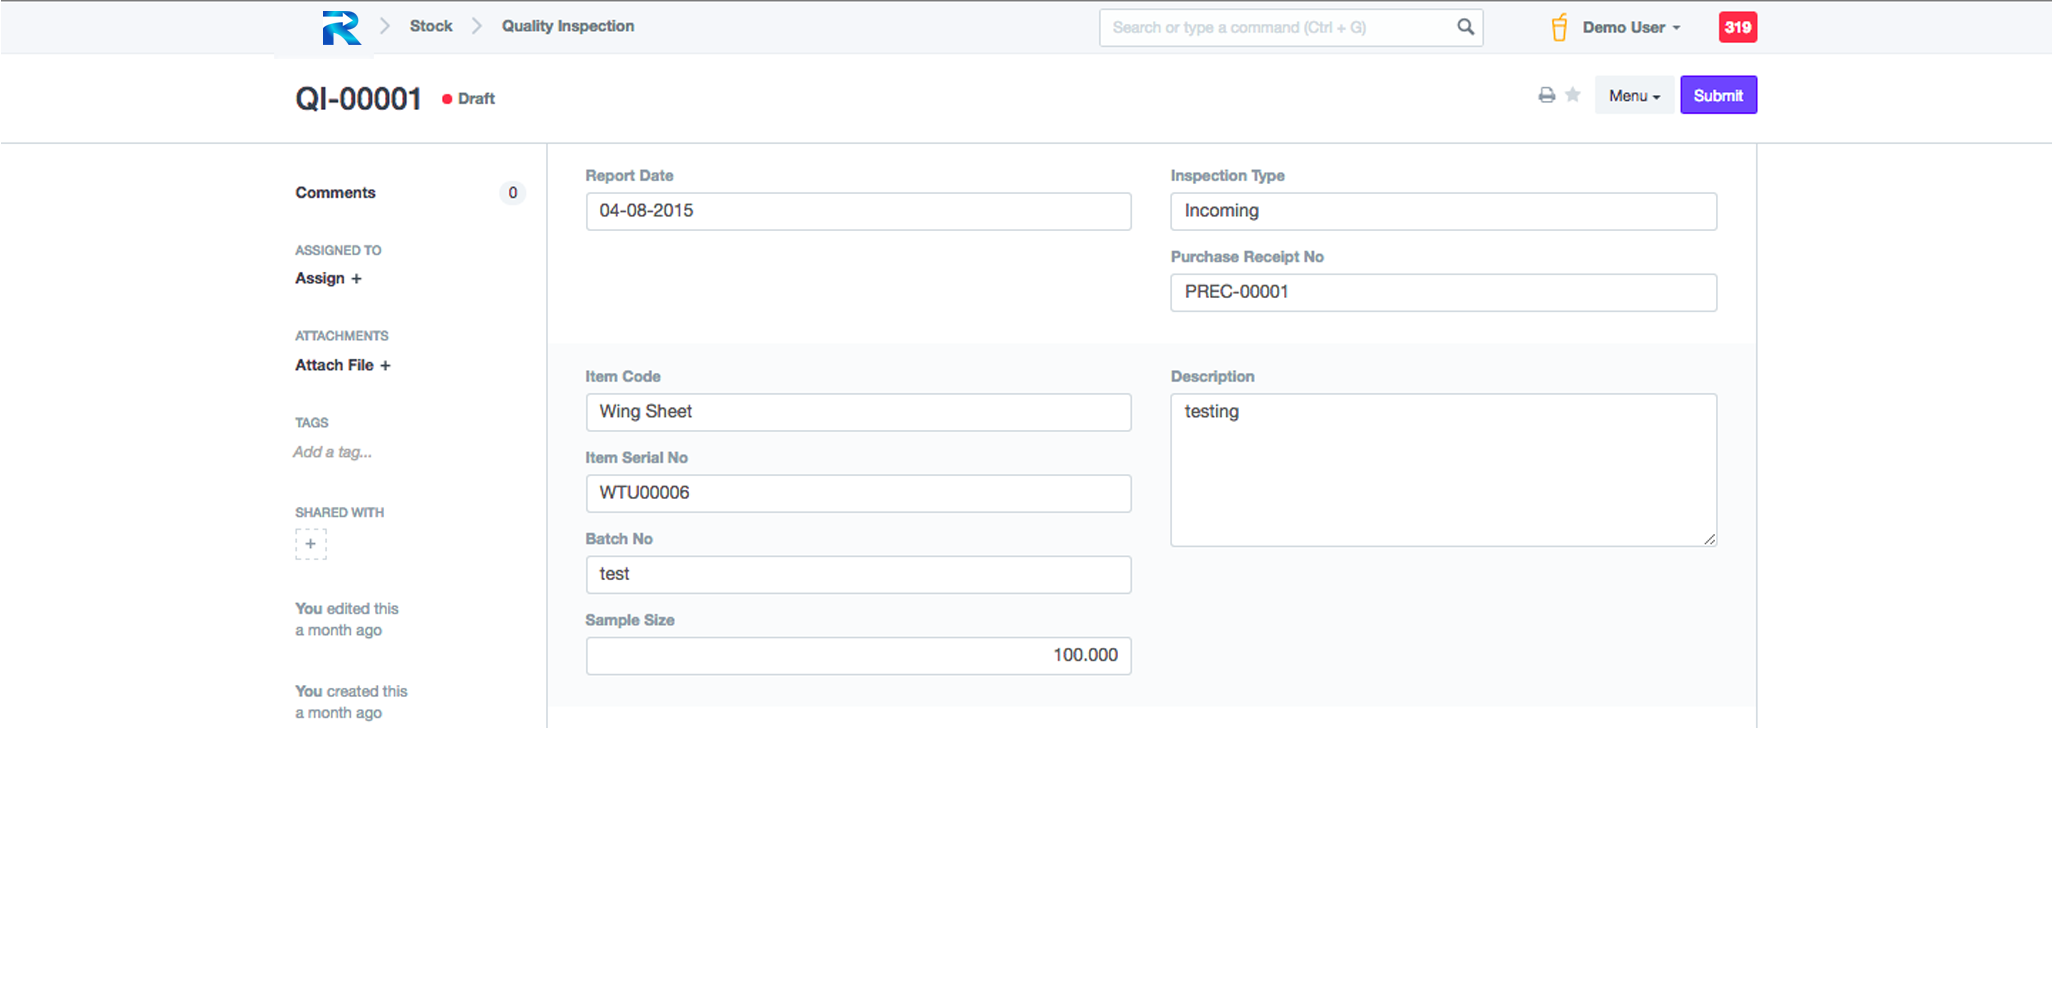 Stock
Quality Inspection
Search or type a command (Ctrl + G)
Demo User
319
QI-00001
Draft
Menu
Submit
Comments
0
ASSIGNED TO
Assign +
ATTACHMENTS
Attach File +
TAGS
Add a tag...
SHARED WITH
+
You edited this
a month ago
You created this
a month ago
Report Date
04-08-2015
Inspection Type
Incoming
Purchase Receipt No
PREC-00001
Item Code
Wing Sheet
Item Serial No
WTU00006
Batch No
test
Sample Size
100.000
Description
testing